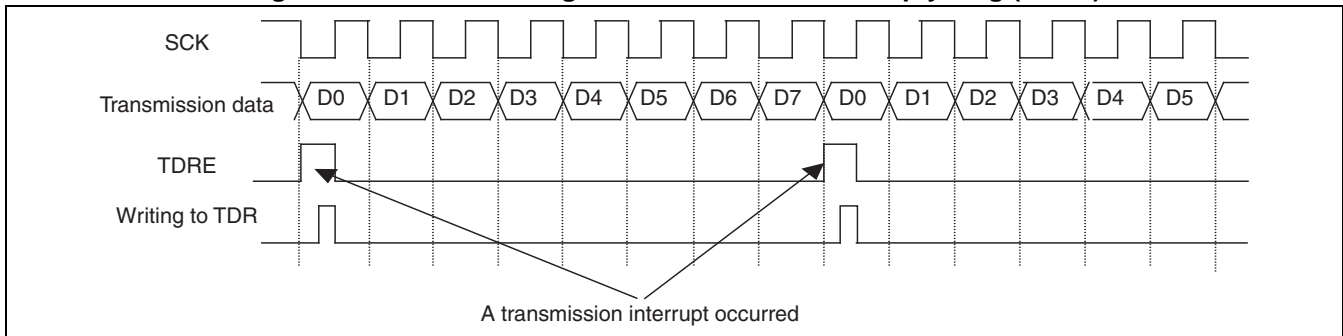 SCK
Transmission data D0 D1 D2 D3 D4 D5 D6 D7 D0 D1 D2 D3 D4 D5
TDRE
Writing to TDR
A transmission interrupt occurred